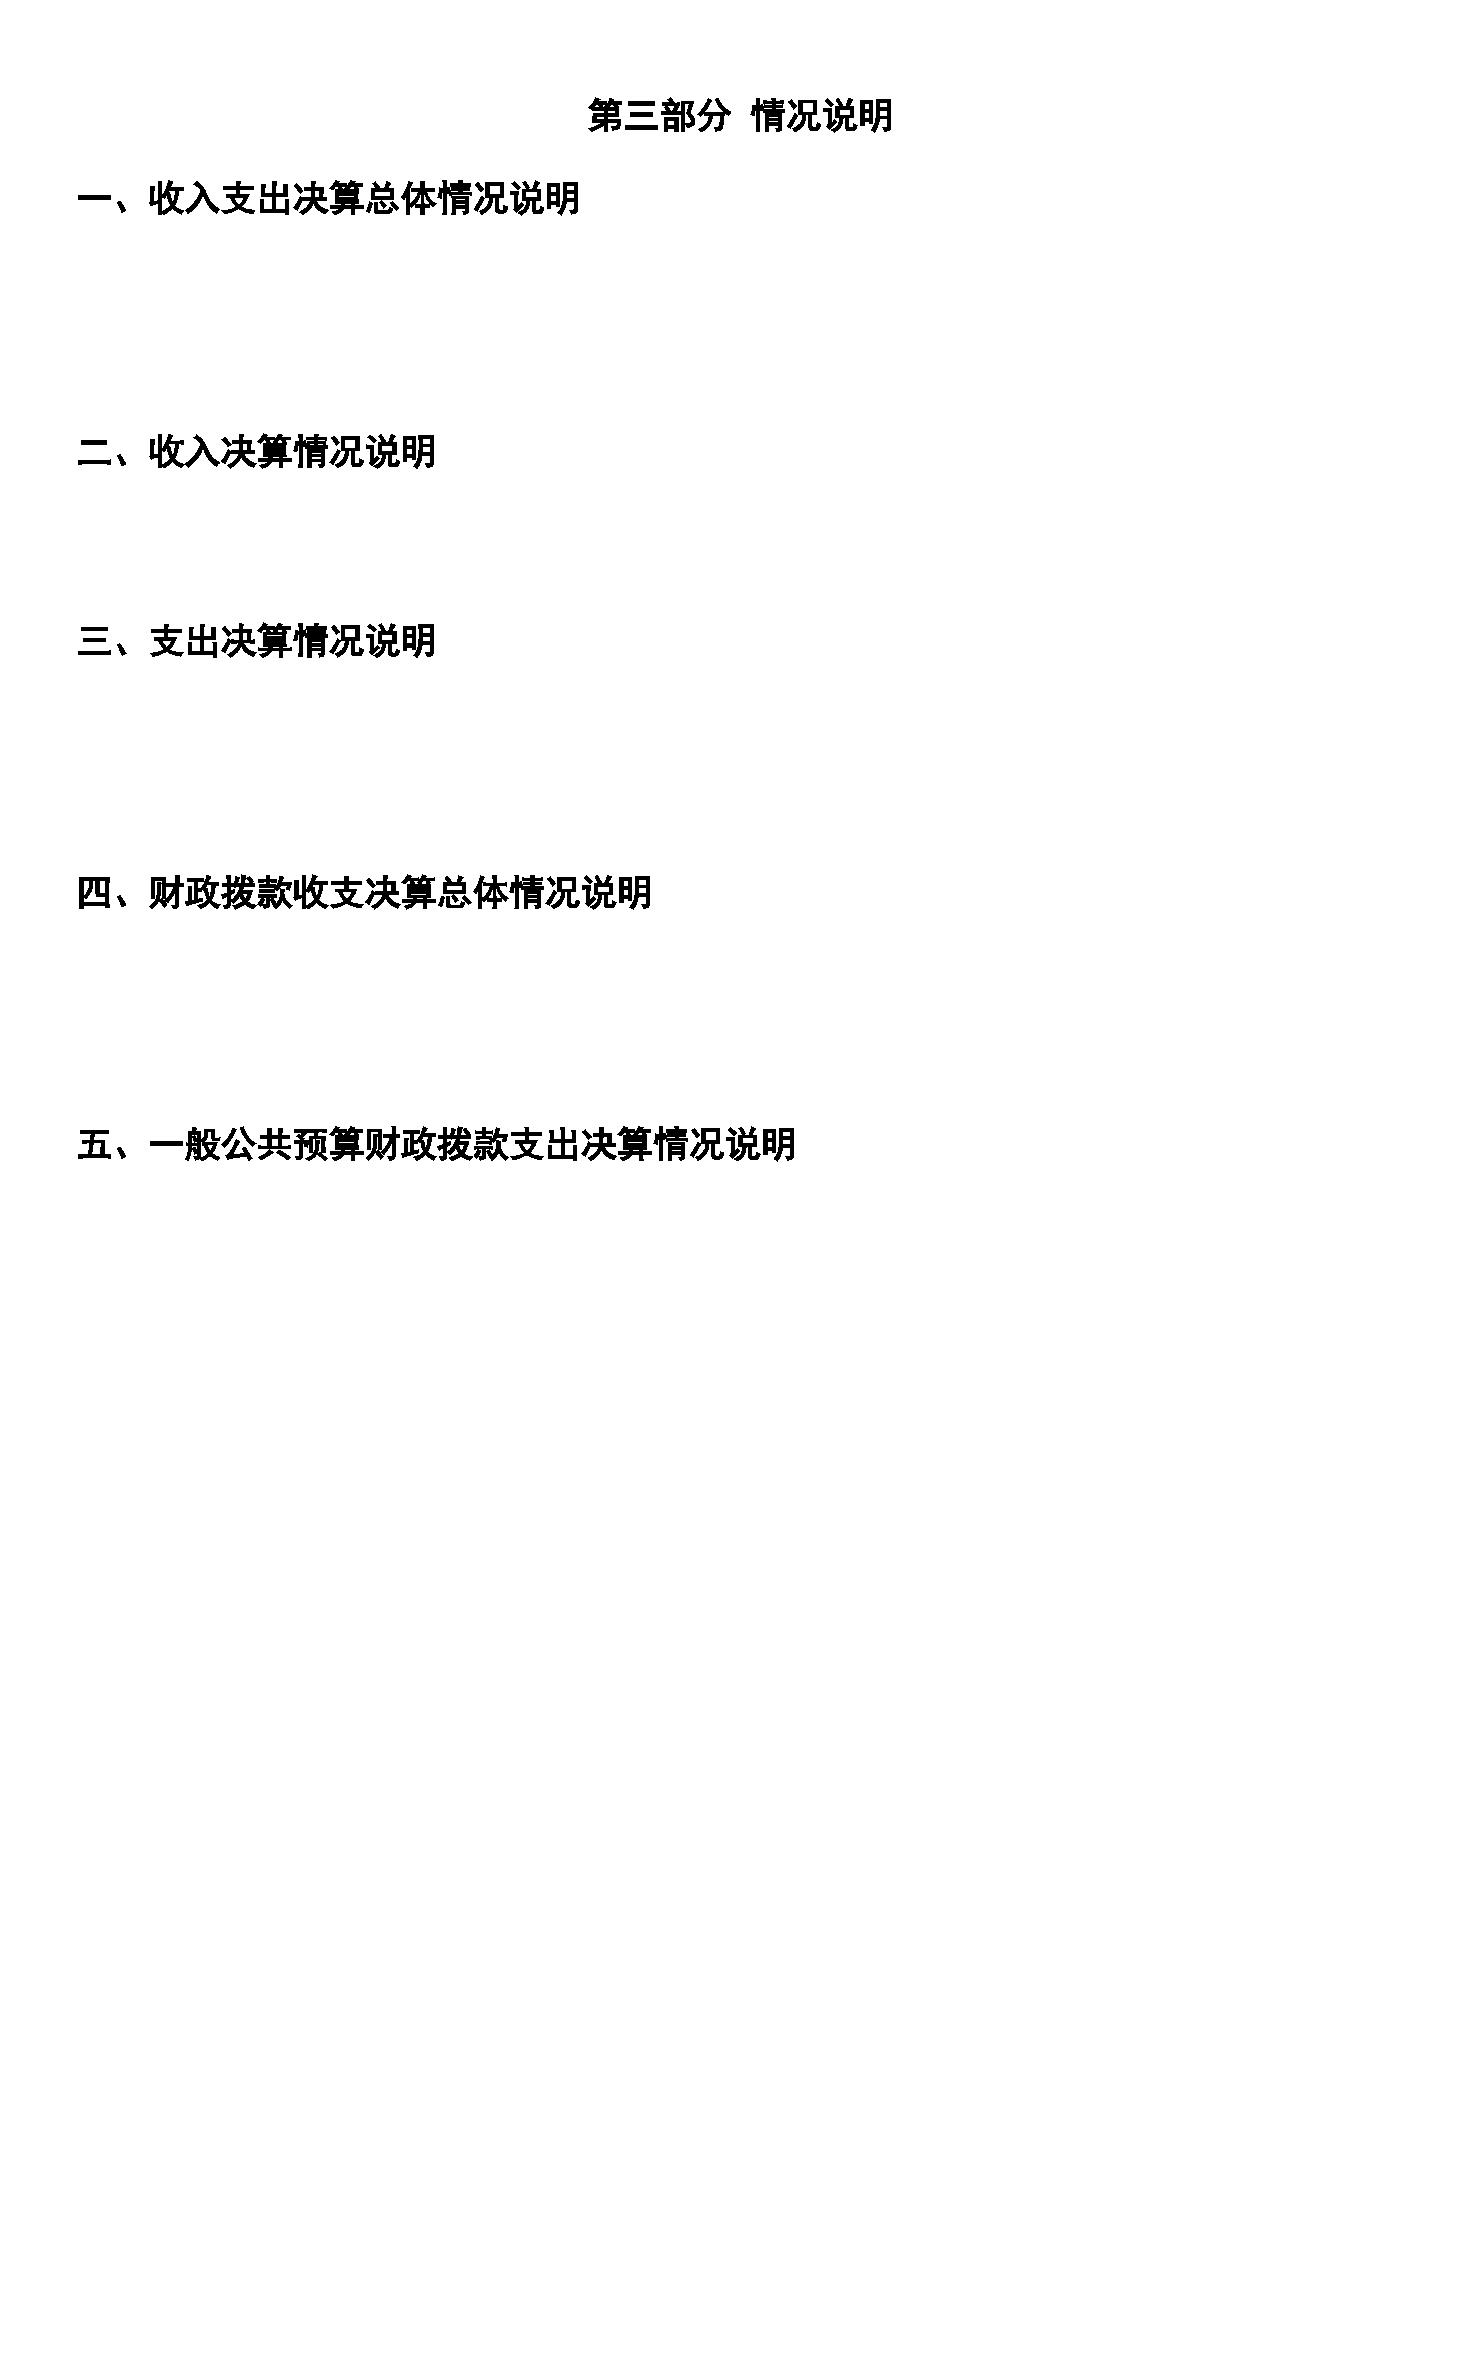 第三部分 情况说明
一、收入支出决算总体情况说明
二、收入决算情况说明
三、支出决算情况说明
四、财政拨款收支决算总体情况说明
五、一般公共预算财政拨款支出决算情况说明